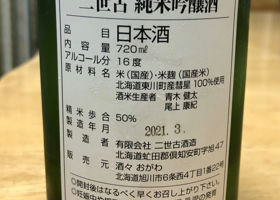 二世古 純米吟醸酒
品目 日本酒
内容量 720㎖
アルコール分 16度
原材料名 米(国産)・米麹(国産米)
北海道東川町産彗星100%使用
酒米生産者 青木 健太
尾上 康紀
精米歩合 50%
製造年月 2021.3.
製造者 有限会社 二世古酒造
北海道虻田郡倶知安町字旭47
販売 酒々 おがわ
北海道旭川市6条西4丁目
●開封後はなるべく早くお召し上がり下さい。